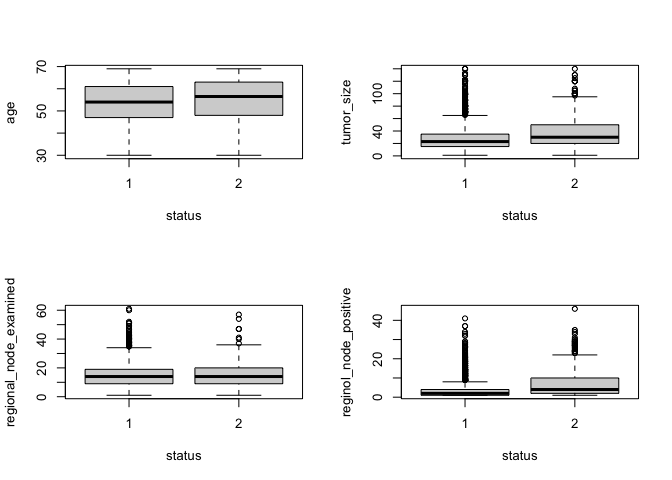 age
70
50
30
1
2
status
tumor_size
100
40
0
1
2
status
regional_node_examined
60
40
20
0
1
2
status
reginol_node_positive
40
20
0
1
2
status